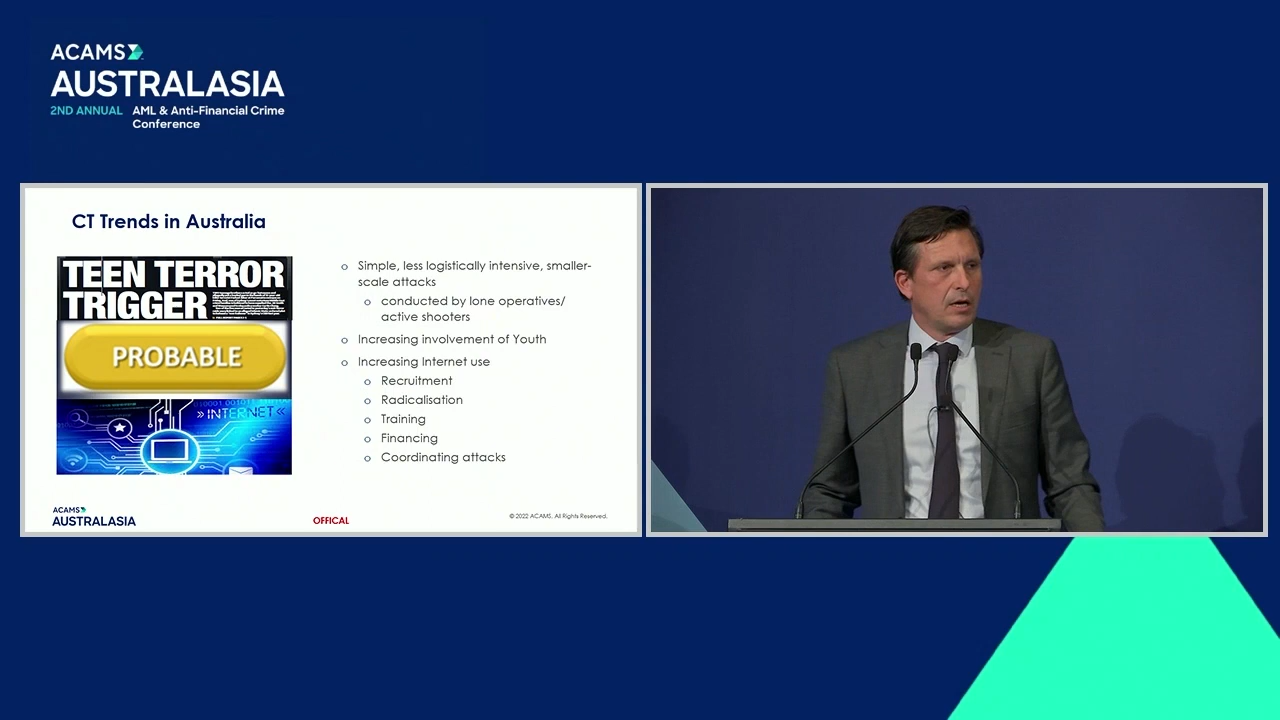 ACAMS
AUSTRALASIA
2ND ANNUAL AML & Anti-Financial Crime
Conference
CT Trends in Australia
TEEN TERROR
TRIGGER
PROBABLE
» INTERNET «
Simple, less logistically intensive, smaller-
scale attacks
conducted by lone operatives/
active shooters
Increasing involvement of Youth
Increasing Internet use
Recruitment
Radicalisation
Training
Financing
Coordinating attacks
ACAMS
AUSTRALASIA
OFFICAL
© 2022 ACAMS. All Rights Reserved.